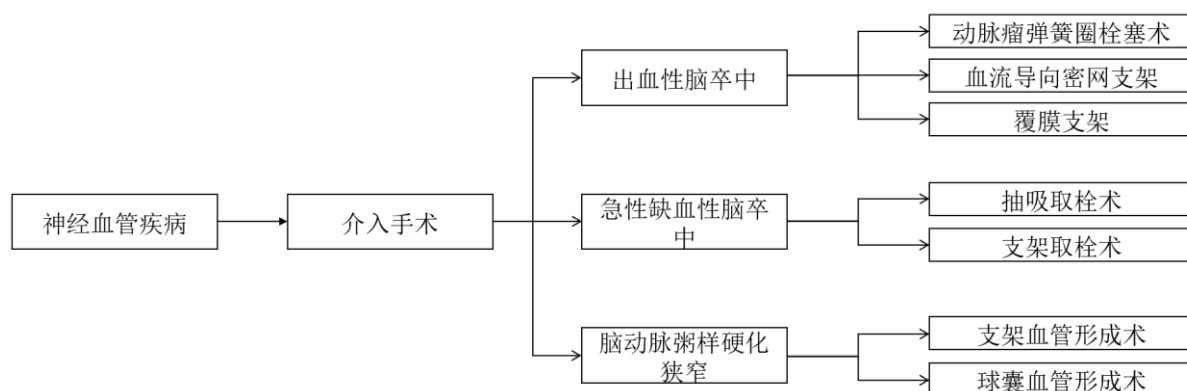 神经血管疾病
介入手术
出血性脑卒中
动脉瘤弹簧圈栓塞术
血流导向密网支架
覆膜支架
急性缺血性脑卒
中
抽吸取栓术
支架取栓术
脑动脉粥样硬化
狭窄
支架血管形成术
球囊血管形成术